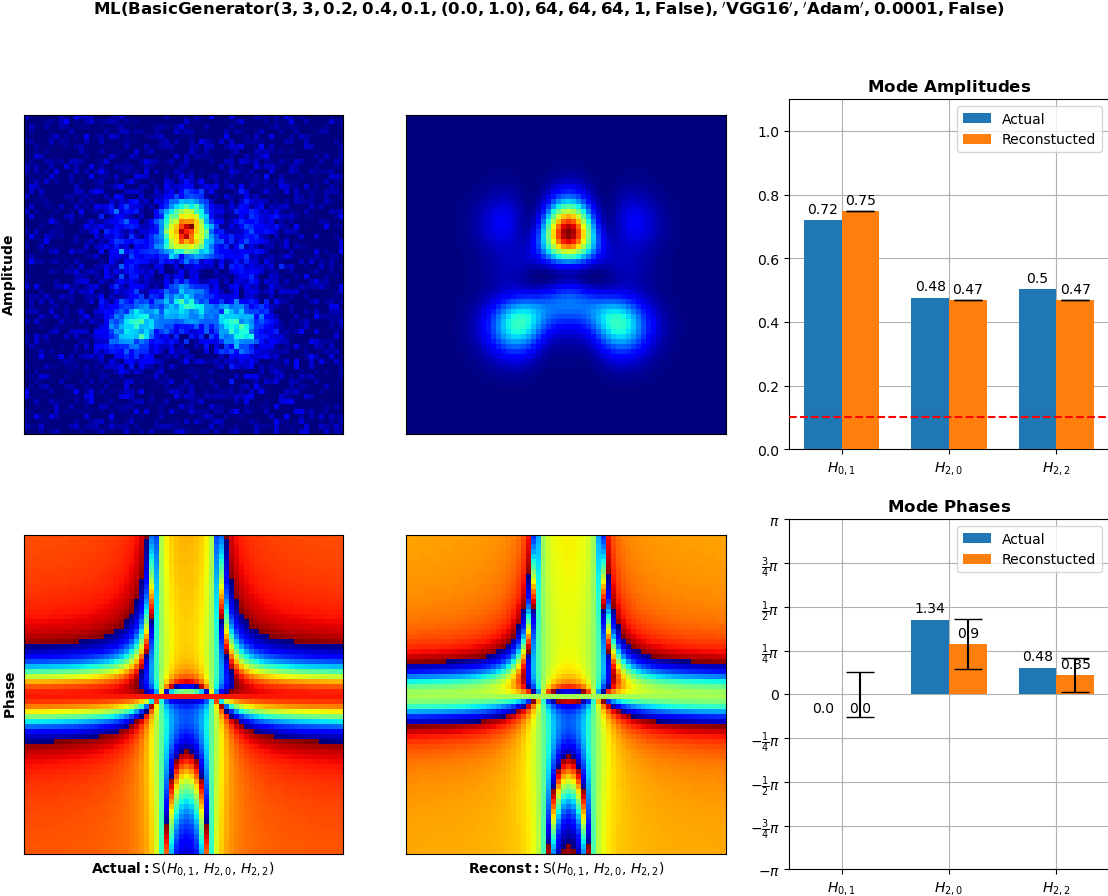 ML(BasicGenerator(3, 3, 0.2, 0.4, 0.1, (0.0, 1.0), 64, 64, 64, 1, False), ′VGG16′, ′Adam′, 0.0001, False)
Amplitude
Mode Amplitudes
Actual
Reconstucted
1.0
0.8
0.6
0.4
0.2
0.0
0.72
0.75
0.48
0.47
0.5
0.47
H0, 1
H2, 0
H2, 2
Phase
Actual: S(H0, 1, H2, 0, H2, 2)
Reconst: S(H0, 1, H2, 0, H2, 2)
Mode Phases
Actual
Reconstucted
π
3/4π
1/2π
1/4π
0
−1/4π
−1/2π
−3/4π
−π
0.0
0.0
1.34
0.9
0.48
0.35
H0, 1
H2, 0
H2, 2